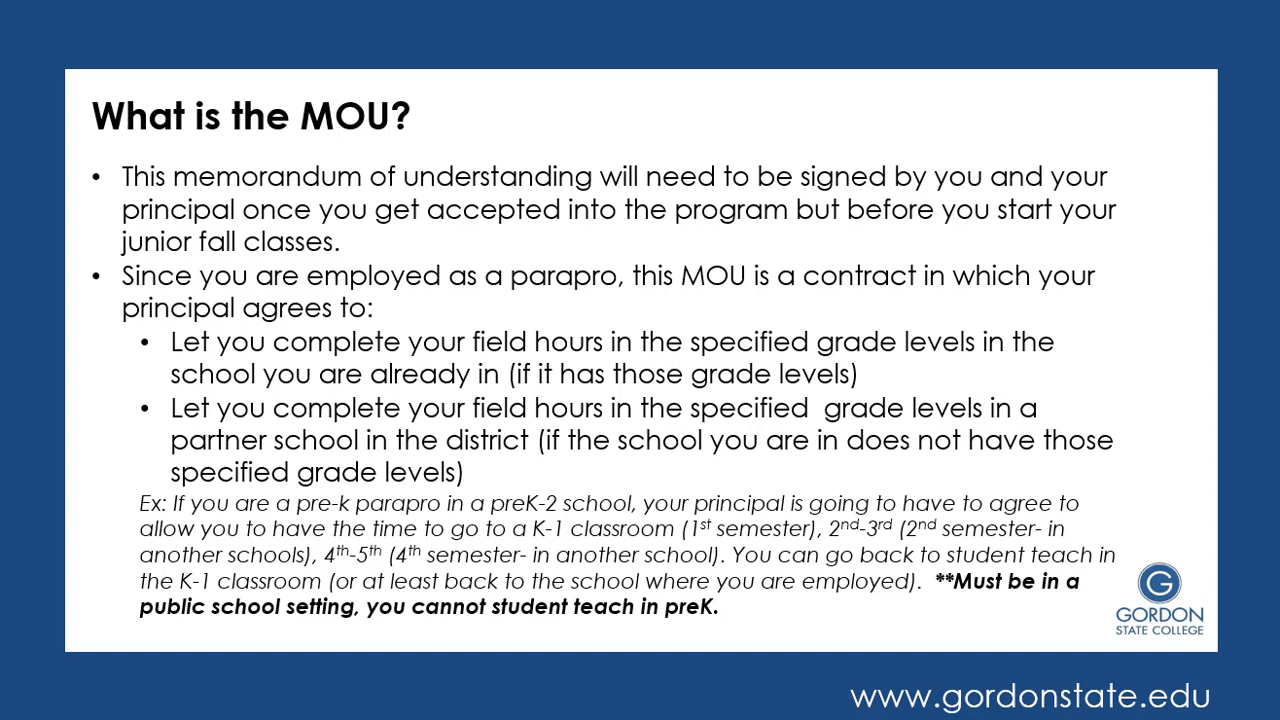 What is the MOU?
• This memorandum of understanding will need to be signed by you and your
principal once you get accepted into the program but before you start your
junior fall classes.
• Since you are employed as a parapro, this MOU is a contract in which your
principal agrees to:
• Let you complete your field hours in the specified grade levels in the
school you are already in (if it has those grade levels)
• Let you complete your field hours in the specified  grade levels in a
partner school in the district (if the school you are in does not have those
specified grade levels)
Ex: If you are a pre-k parapro in a preK-2 school, your principal is going to have to agree to
allow you to have the time to go to a K-1 classroom (1st semester), 2nd-3rd (2nd semester- in
another schools), 4th-5th (4th semester- in another school). You can go back to student teach in
the K-1 classroom (or at least back to the school where you are employed).  **Must be in a
public school setting, you cannot student teach in preK.
G
GORDON
STATE COLLEGE
www.gordonstate.edu